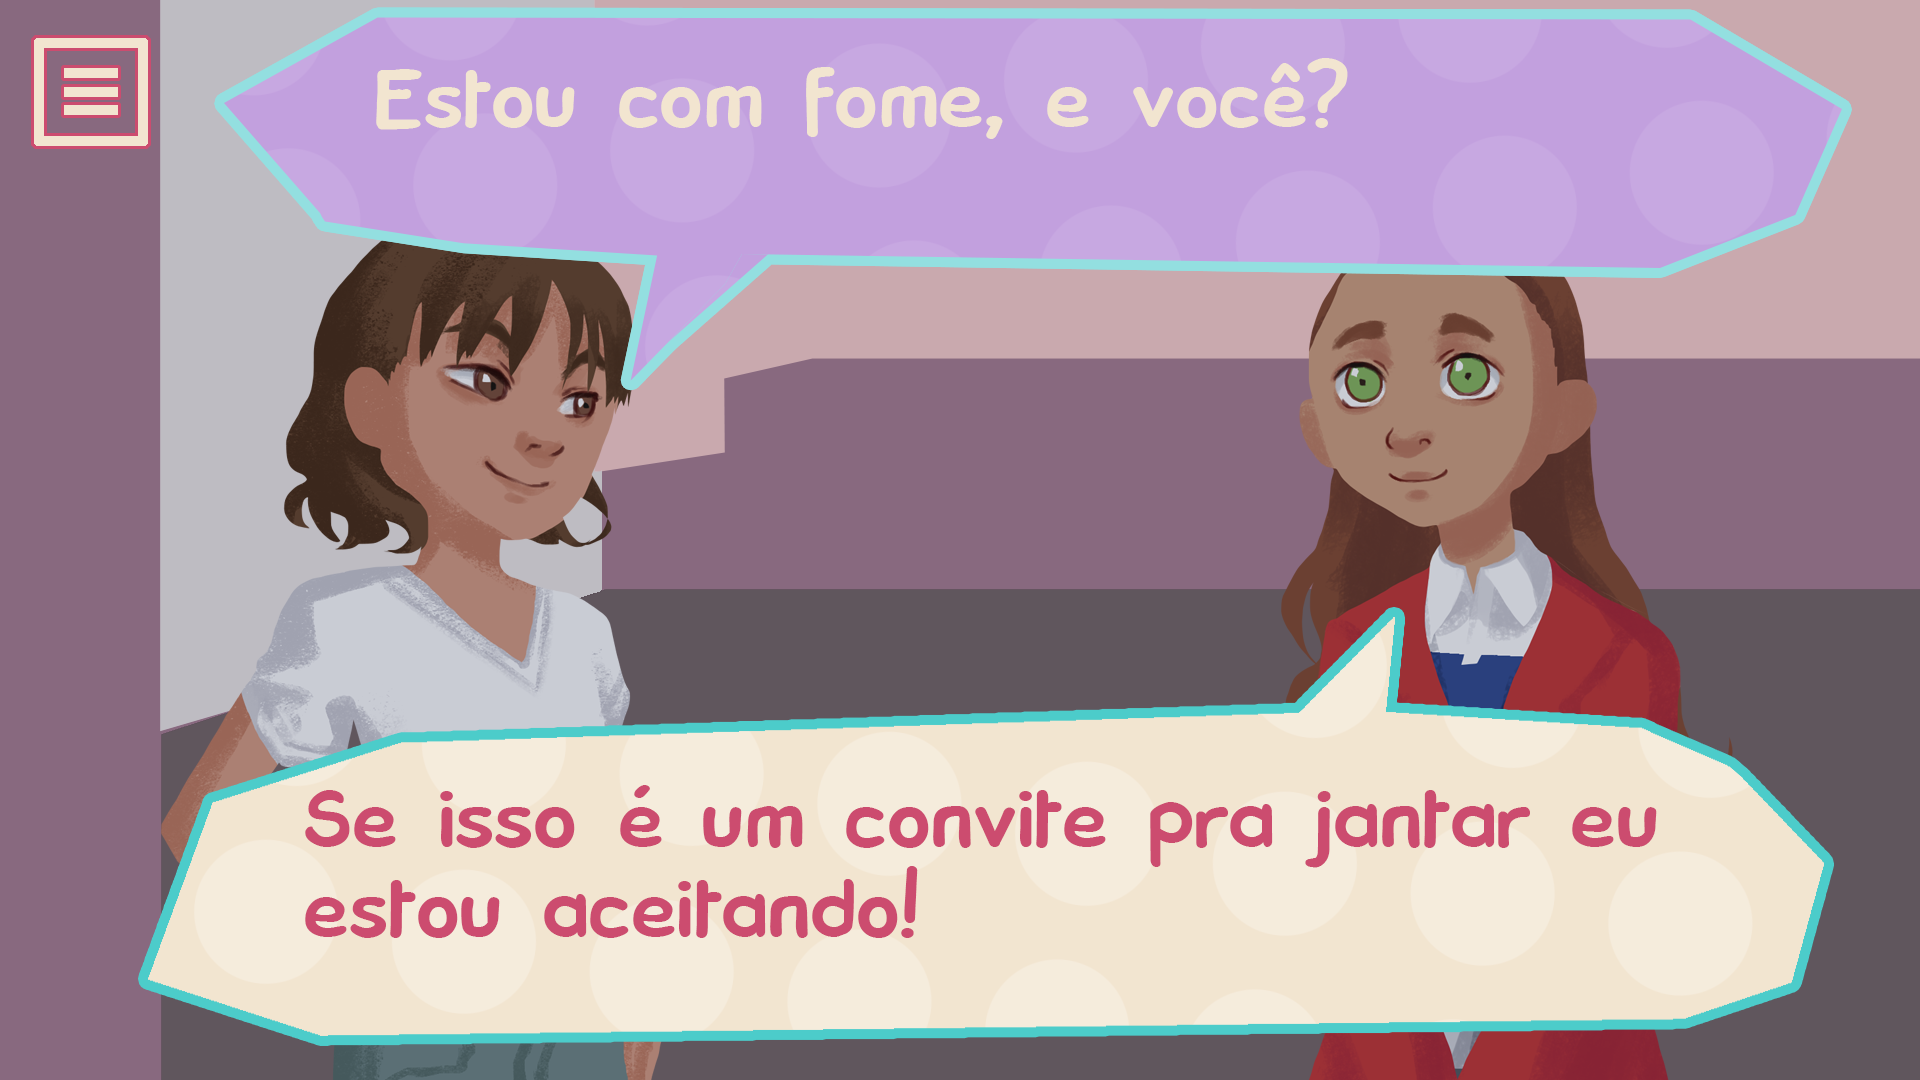 Estou com fome, e você?
Se isso é um convite pra jantar eu
estou aceitando!